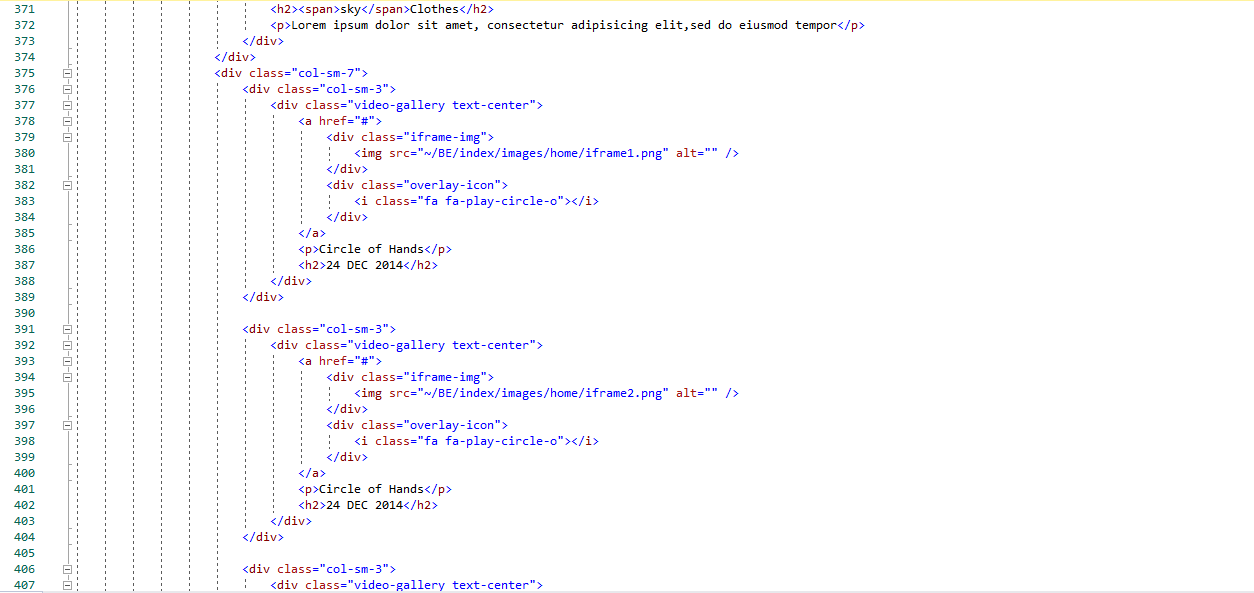 371 <h2><span>sky</span>Clothes</h2>
372 <p>Lorem ipsum dolor sit amet, consectetur adipisicing elit,sed do eiusmod tempor</p>
373 </div>
374 </div>
375 <div class="col-sm-7">
376 <div class="col-sm-3">
377 <div class="video-gallery text-center">
378 <a href="#">
379 <div class="iframe-img">
380 <img src="~/BE/index/images/home/iframe1.png" alt="" />
381 </div>
382 <div class="overlay-icon">
383 <i class="fa fa-play-circle-o"></i>
384 </div>
385 </a>
386 <p>Circle of Hands</p>
387 <h2>24 DEC 2014</h2>
388 </div>
389 </div>
390
391 <div class="col-sm-3">
392 <div class="video-gallery text-center">
393 <a href="#">
394 <div class="iframe-img">
395 <img src="~/BE/index/images/home/iframe2.png" alt="" />
396 </div>
397 <div class="overlay-icon">
398 <i class="fa fa-play-circle-o"></i>
399 </div>
400 </a>
401 <p>Circle of Hands</p>
402 <h2>24 DEC 2014</h2>
403 </div>
404 </div>
405
406 <div class="col-sm-3">
407 <div class="video-gallery text-center">